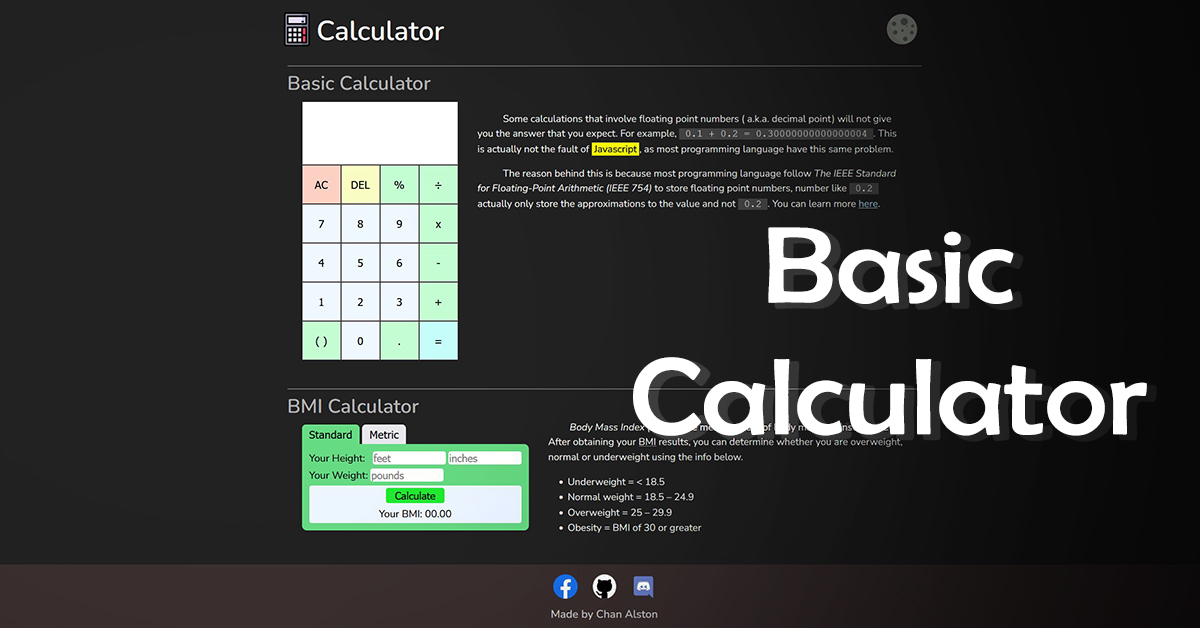 Calculator
Basic Calculator
Some calculations that involve floating point numbers ( a.k.a. decimal point) will not give
you the answer that you expect. For example, 0.1 + 0.2 = 0.30000000000000004 . This
is actually not the fault of Javascript, as most programming language have this same problem.
The reason behind this is because most programming language follow The IEEE Standard
for Floating-Point Arithmetic (IEEE 754) to store floating point numbers, number like 0.2
actually only store the approximations to the value and not 0.2 . You can learn more here.
AC DEL % ÷
7 8 9 x
4 5 6 -
1 2 3 +
( ) 0 . =
Basic
Calculator
BMI Calculator
Standard Metric
Your Height: feet inches
Your Weight: pounds
Calculate
Your BMI: 00.00
Body Mass Index
After obtaining your BMI results, you can determine whether you are overweight,
normal or underweight using the info below.
• Underweight = < 18.5
• Normal weight = 18.5 – 24.9
• Overweight = 25 – 29.9
• Obesity = BMI of 30 or greater
Made by Chan Alston